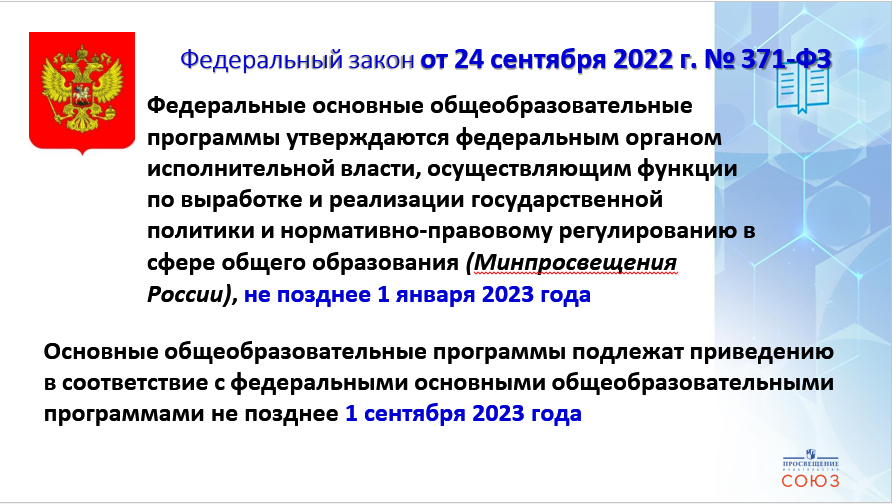 Федеральный закон от 24 сентября 2022 г. № 371-ФЗ
Федеральные основные общеобразовательные
программы утверждаются федеральным органом
исполнительной власти, осуществляющим функции
по выработке и реализации государственной
политики и нормативно-правовому регулированию в
сфере общего образования (Минпросвещения
России), не позднее 1 января 2023 года
Основные общеобразовательные программы подлежат приведению
в соответствие с федеральными основными общеобразовательными
программами не позднее 1 сентября 2023 года
ПРОСВЕЩЕНИЕ
ИЗДАТЕЛЬСТВО
СОЮЗ